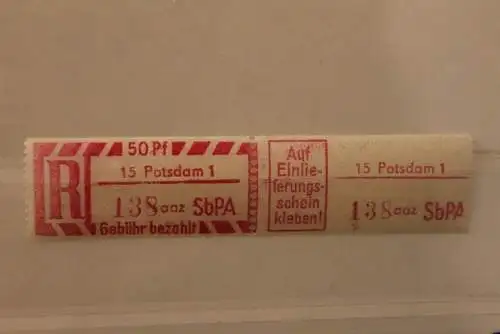 50 Pf
R
15 Potsdam 1
138 aaz SbPA
Gebühr bezahlt
Auf
Einlie-
ferungs-
schein
kleben!
15 Potsdam 1
138 aaz SbPA